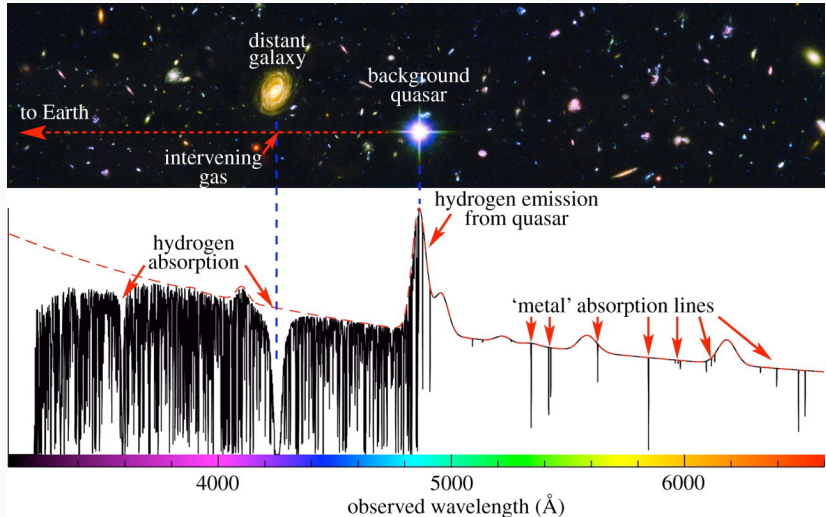 distant
galaxy
background
quasar
to Earth
intervening
gas
hydrogen emission
from quasar
hydrogen
absorption
‘metal’ absorption lines
4000
5000
6000
observed wavelength (Å)